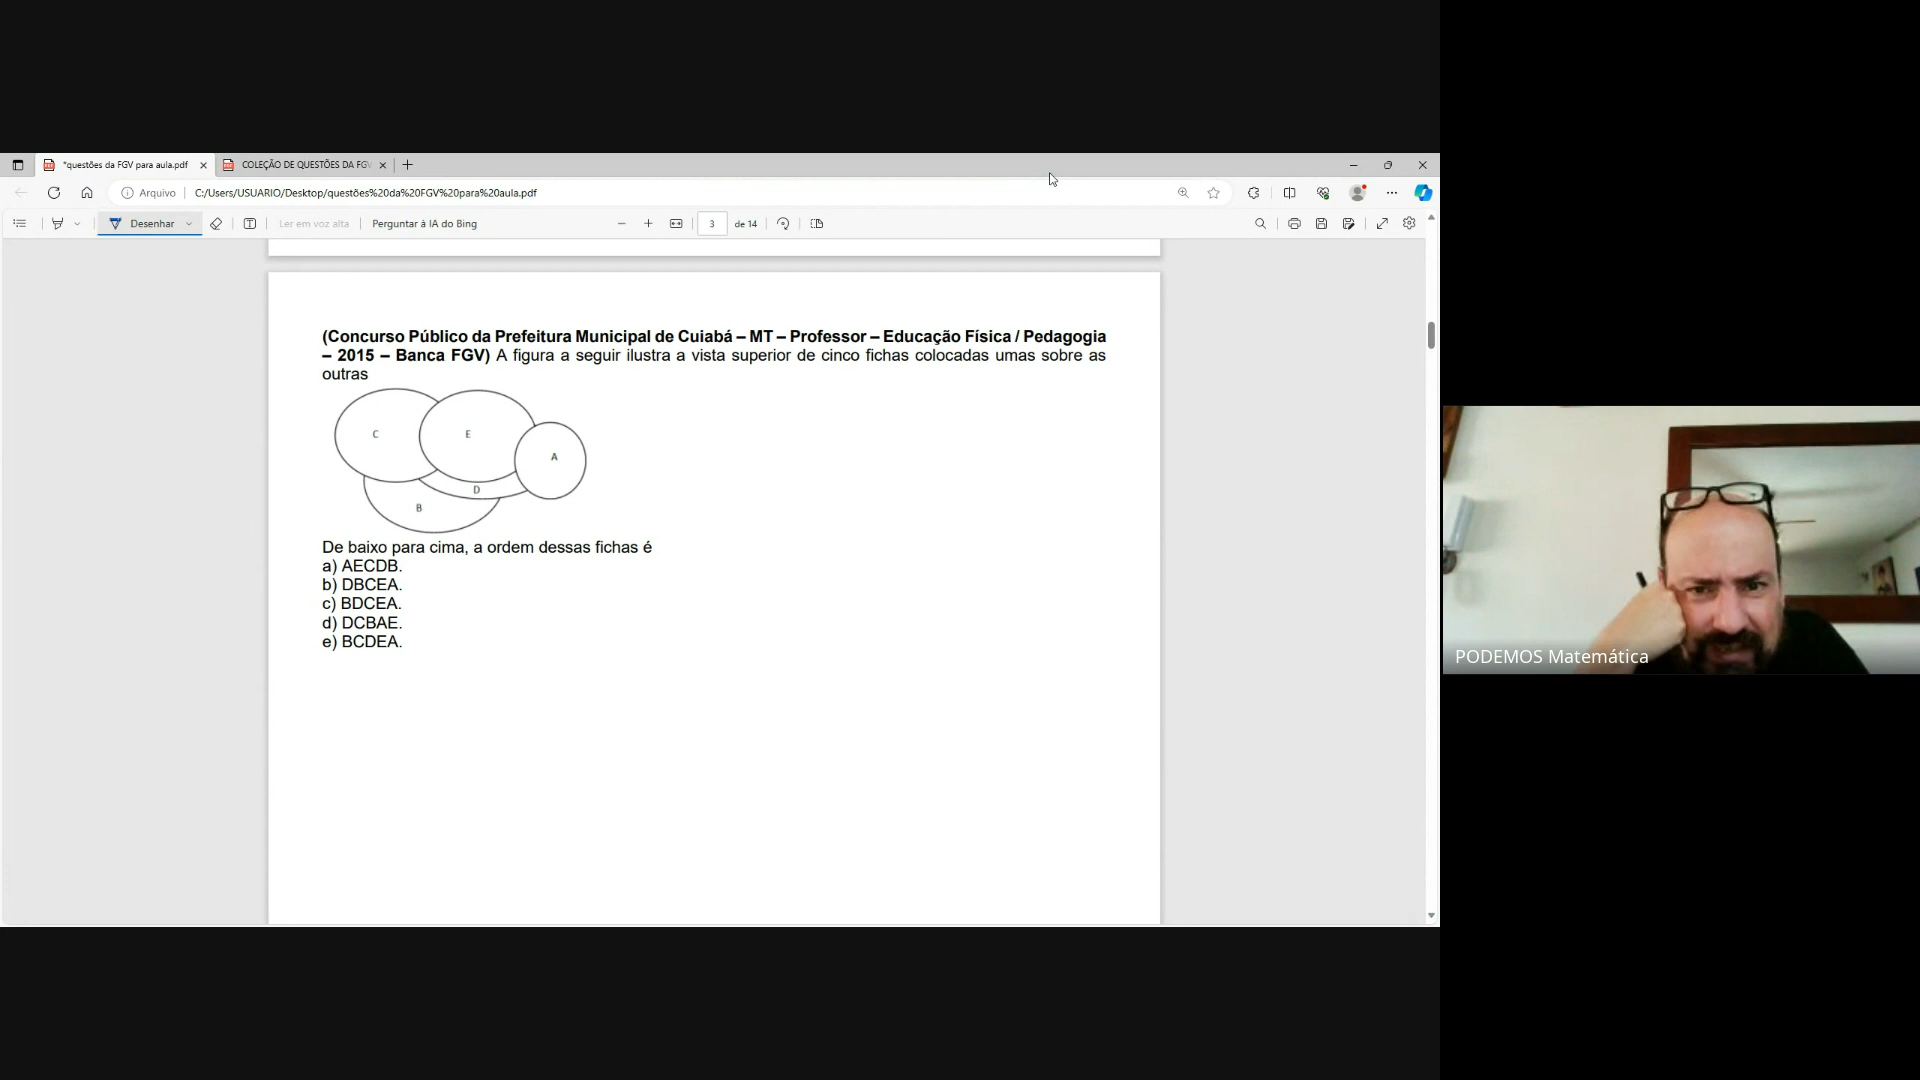 *questões da FGV para aula.pdf
COLEÇÃO DE QUESTÕES DA FGV
Arquivo
C:/Users/USUARIO/Desktop/questões%20da%20FGV%20para%20aula.pdf
Desenhar
Ler em voz alta
Perguntar à IA do Bing
3
de 14
(Concurso Público da Prefeitura Municipal de Cuiabá – MT – Professor – Educação Física / Pedagogia
– 2015 – Banca FGV) A figura a seguir ilustra a vista superior de cinco fichas colocadas umas sobre as
outras
C
E
A
D
B
De baixo para cima, a ordem dessas fichas é
a) AECDB.
b) DBCEA.
c) BDCEA.
d) DCBAE.
e) BCDEA.
PODEMOS Matemática